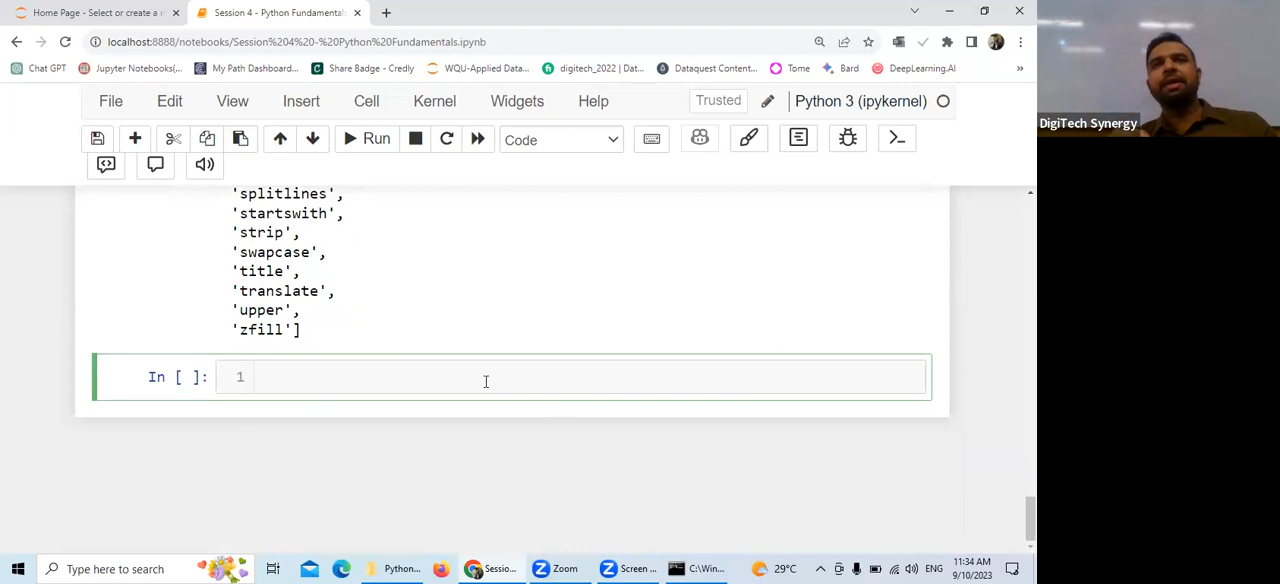 Home Page - Select or create a n
Session 4 - Python Fundamentals
localhost:8888/notebooks/Session%204%20-%20Python%20Fundamentals.ipynb
Chat GPT
Jupyter Notebooks(...
My Path Dashboard...
Share Badge - Credly
WQU-Applied Data...
digitech_2022 | Dat...
Dataquest Content...
Tome
Bard
DeepLearning.AI
»
File Edit View Insert Cell Kernel Widgets Help
Trusted
Python 3 (ipykernel)
Run
Code
DigiTech Synergy
'splitlines',
'startswith',
'strip',
'swapcase',
'title',
'translate',
'upper',
'zfill']
In [ ]: 1
Type here to search
Python...
Sessio...
Zoom
Screen ...
C:\Win...
29°C
ENG
11:34 AM
9/10/2023